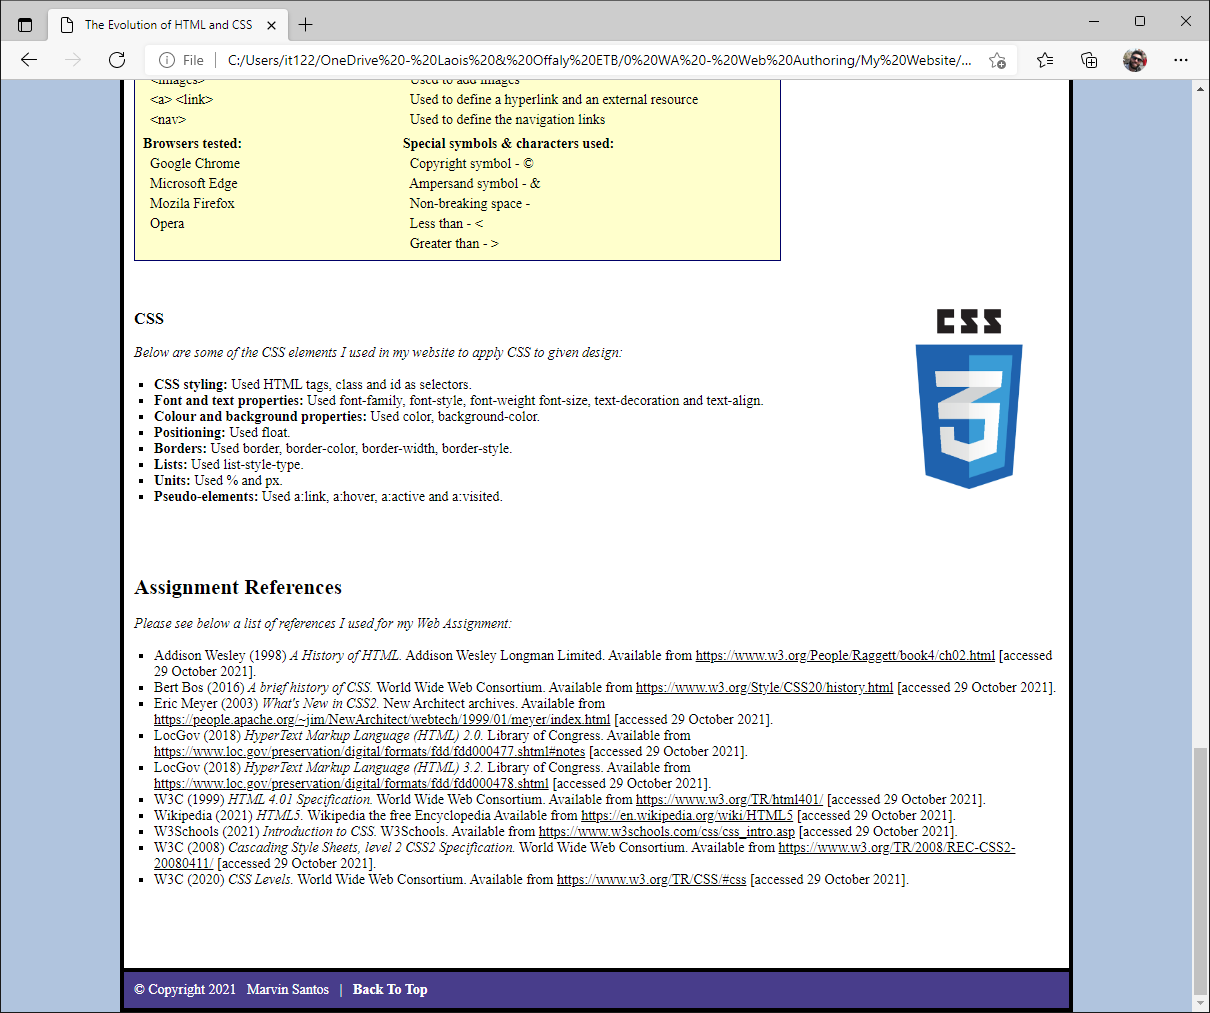 The Evolution of HTML and CSS
File
C:/Users/it122/OneDrive%20-%20Laois%20&%20Offaly%20ETB/0%20WA%20-%20Web%20Authoring/My%20Website/...
<images> Used to add images
<a> <link> Used to define a hyperlink and an external resource
<nav> Used to define the navigation links
Browsers tested: Special symbols & characters used:
Google Chrome Copyright symbol - ©
Microsoft Edge Ampersand symbol - &
Mozila Firefox Non-breaking space -
Opera Less than - <
Greater than - >
CSS
CSS
3
Below are some of the CSS elements I used in my website to apply CSS to given design:
CSS styling: Used HTML tags, class and id as selectors.
Font and text properties: Used font-family, font-style, font-weight font-size, text-decoration and text-align.
Colour and background properties: Used color, background-color.
Positioning: Used float.
Borders: Used border, border-color, border-width, border-style.
Lists: Used list-style-type.
Units: Used % and px.
Pseudo-elements: Used a:link, a:hover, a:active and a:visited.
Assignment References
Please see below a list of references I used for my Web Assignment:
Addison Wesley (1998) A History of HTML. Addison Wesley Longman Limited. Available from https://www.w3.org/People/Raggett/book4/ch02.html [accessed
29 October 2021].
Bert Bos (2016) A brief history of CSS. World Wide Web Consortium. Available from https://www.w3.org/Style/CSS20/history.html [accessed 29 October 2021].
Eric Meyer (2003) What's New in CSS2. New Architect archives. Available from
https://people.apache.org/~jim/NewArchitect/webtech/1999/01/meyer/index.html [accessed 29 October 2021].
LocGov (2018) HyperText Markup Language (HTML) 2.0. Library of Congress. Available from
https://www.loc.gov/preservation/digital/formats/fdd/fdd000477.shtml#notes [accessed 29 October 2021].
LocGov (2018) HyperText Markup Language (HTML) 3.2. Library of Congress. Available from
https://www.loc.gov/preservation/digital/formats/fdd/fdd000478.shtml [accessed 29 October 2021].
W3C (1999) HTML 4.01 Specification. World Wide Web Consortium. Available from https://www.w3.org/TR/html401/ [accessed 29 October 2021].
Wikipedia (2021) HTML5. Wikipedia the free Encyclopedia Available from https://en.wikipedia.org/wiki/HTML5 [accessed 29 October 2021].
W3Schools (2021) Introduction to CSS. W3Schools. Available from https://www.w3schools.com/css/css_intro.asp [accessed 29 October 2021].
W3C (2008) Cascading Style Sheets, level 2 CSS2 Specification. World Wide Web Consortium. Available from https://www.w3.org/TR/2008/REC-CSS2-
20080411/ [accessed 29 October 2021].
W3C (2020) CSS Levels. World Wide Web Consortium. Available from https://www.w3.org/TR/CSS/#css [accessed 29 October 2021].
© Copyright 2021 Marvin Santos | Back To Top